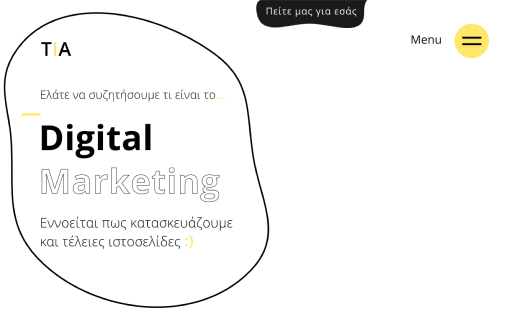 Πείτε μας για εσάς
Menu
TIA
Ελάτε να συζητήσουμε τι είναι το...
Digital
Marketing
Εννοείται πως κατασκευάζουμε
και τέλειες ιστοσελίδες :)